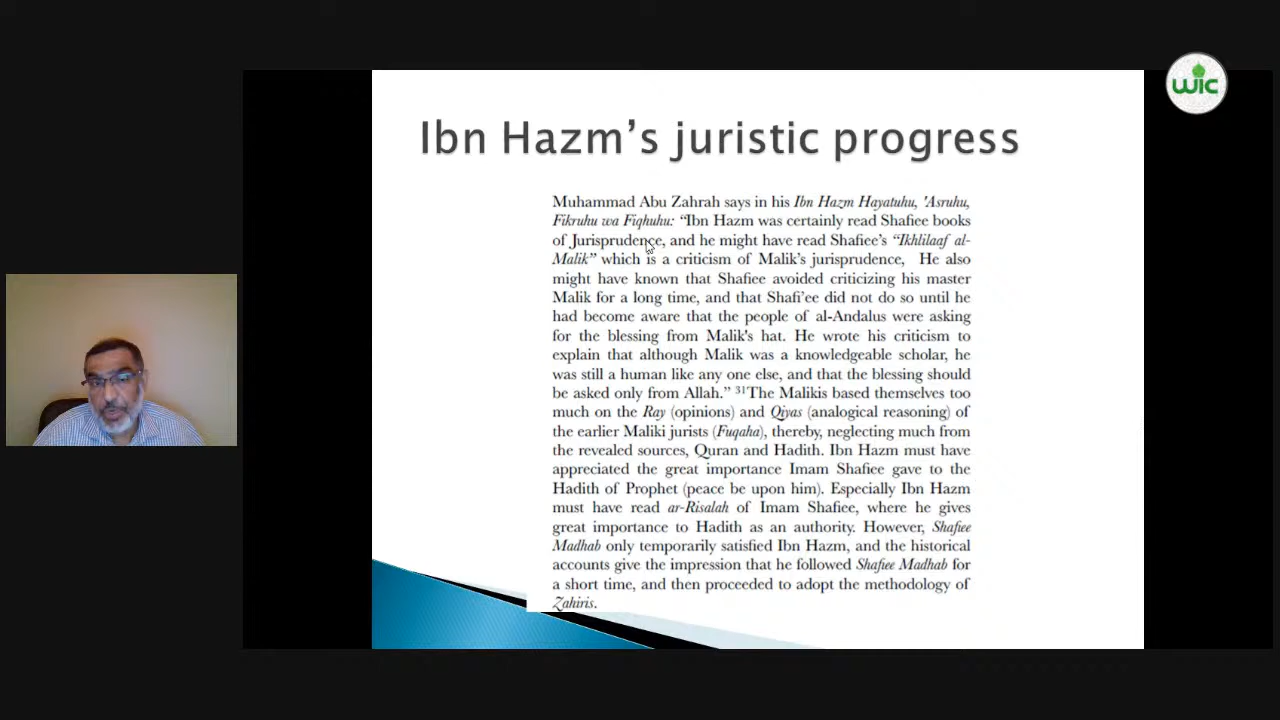 WIC
Ibn Hazm's juristic progress
Muhammad Abu Zahrah says in his Ibn Hazm Hayatuhu, 'Asruhu,
Fikruhu wa Fiqhuhu: “Ibn Hazm was certainly read Shafiee books
of Jurisprudence, and he might have read Shafiee's “Ikhlilaaf al-
Malik” which is a criticism of Malik's jurisprudence, He also
might have known that Shafiee avoided criticizing his master
Malik for a long time, and that Shafi'ee did not do so until he
had become aware that the people of al-Andalus were asking
for the blessing from Malik's hat. He wrote his criticism to
explain that although Malik was a knowledgeable scholar, he
was still a human like any one else, and that the blessing should
be asked only from Allah.” 31The Malikis based themselves too
much on the Ray (opinions) and Qiyas (analogical reasoning) of
the earlier Maliki jurists (Fuqaha), thereby, neglecting much from
the revealed sources, Quran and Hadith. Ibn Hazm must have
appreciated the great importance Imam Shafiee gave to the
Hadith of Prophet (peace be upon him). Especially Ibn Hazm
must have read ar-Risalah of Imam Shafiee, where he gives
great importance to Hadith as an authority. However, Shafiee
Madhab only temporarily satisfied Ibn Hazm, and the historical
accounts give the impression that he followed Shafiee Madhab for
a short time, and then proceeded to adopt the methodology of
Zahiris.